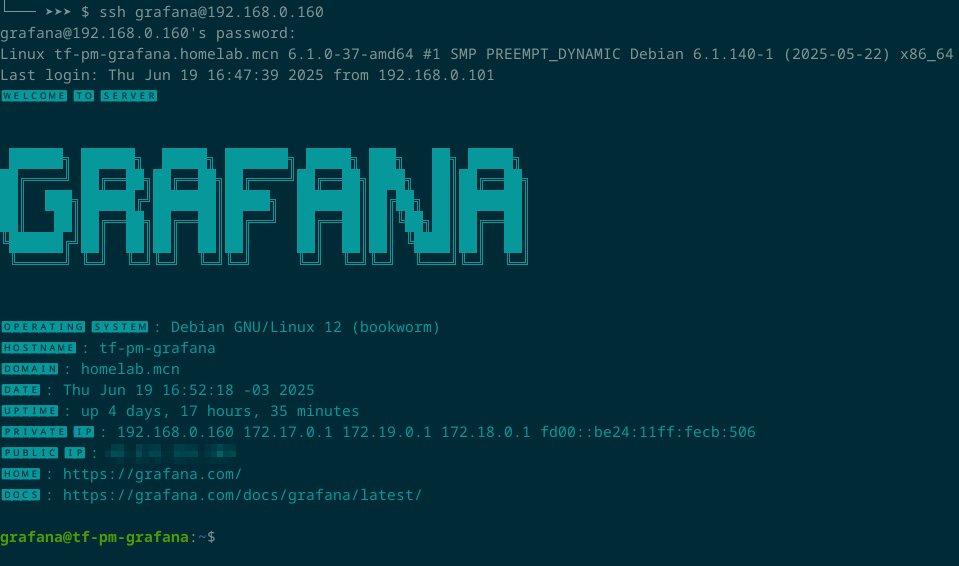 └── ➤➤➤ $ ssh grafana@192.168.0.160
grafana@192.168.0.160's password:
Linux tf-pm-grafana.homelab.mcn 6.1.0-37-amd64 #1 SMP PREEMPT_DYNAMIC Debian 6.1.140-1 (2025-05-22) x86_64
Last login: Thu Jun 19 16:47:39 2025 from 192.168.0.101
WELCOME TO SERVER
GRAFANA
OPERATING SYSTEM : Debian GNU/Linux 12 (bookworm)
HOSTNAME : tf-pm-grafana
DOMAIN : homelab.mcn
DATE : Thu Jun 19 16:52:18 -03 2025
UPTIME : up 4 days, 17 hours, 35 minutes
PRIVATE IP : 192.168.0.160 172.17.0.1 172.19.0.1 172.18.0.1 fd00::be24:11ff:fecb:506
PUBLIC IP :
HOME : https://grafana.com/
DOCS : https://grafana.com/docs/grafana/latest/
grafana@tf-pm-grafana:~$